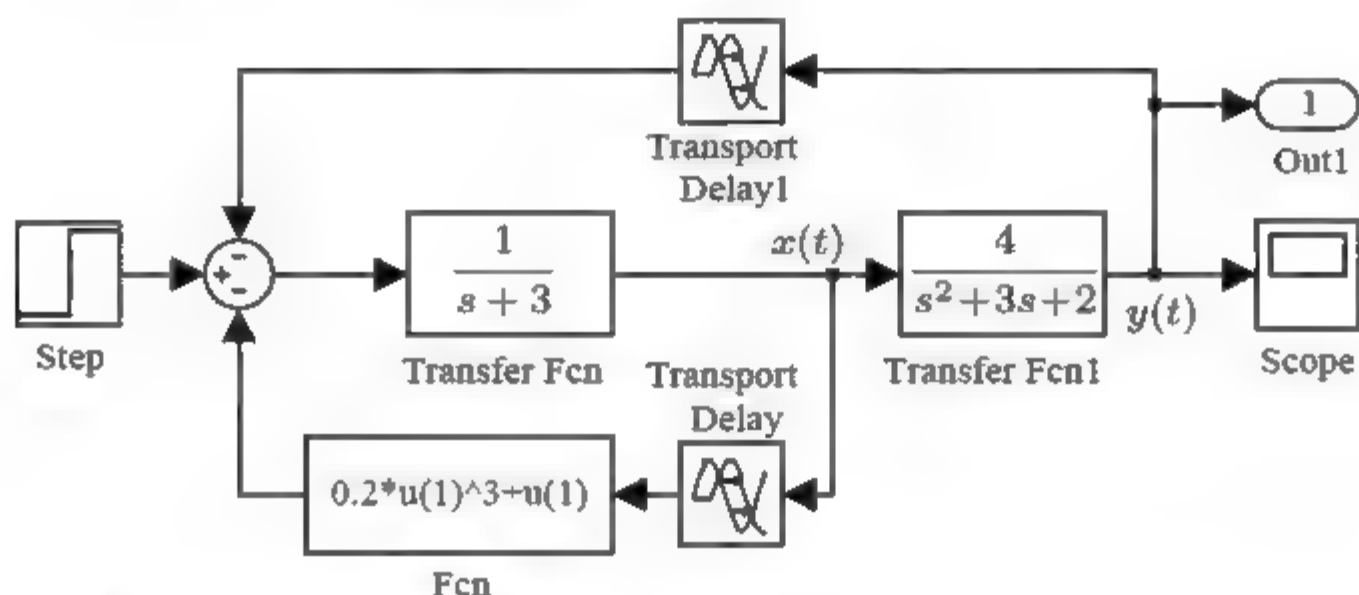 Transport
Delay1
1
Out1
Step
+
-
-
1
s + 3
Transfer Fcn
x(t)
4
s²+3s+2
Transfer Fcn1
y(t)
Scope
Transport
Delay
0.2*u(1)^3+u(1)
Fcn